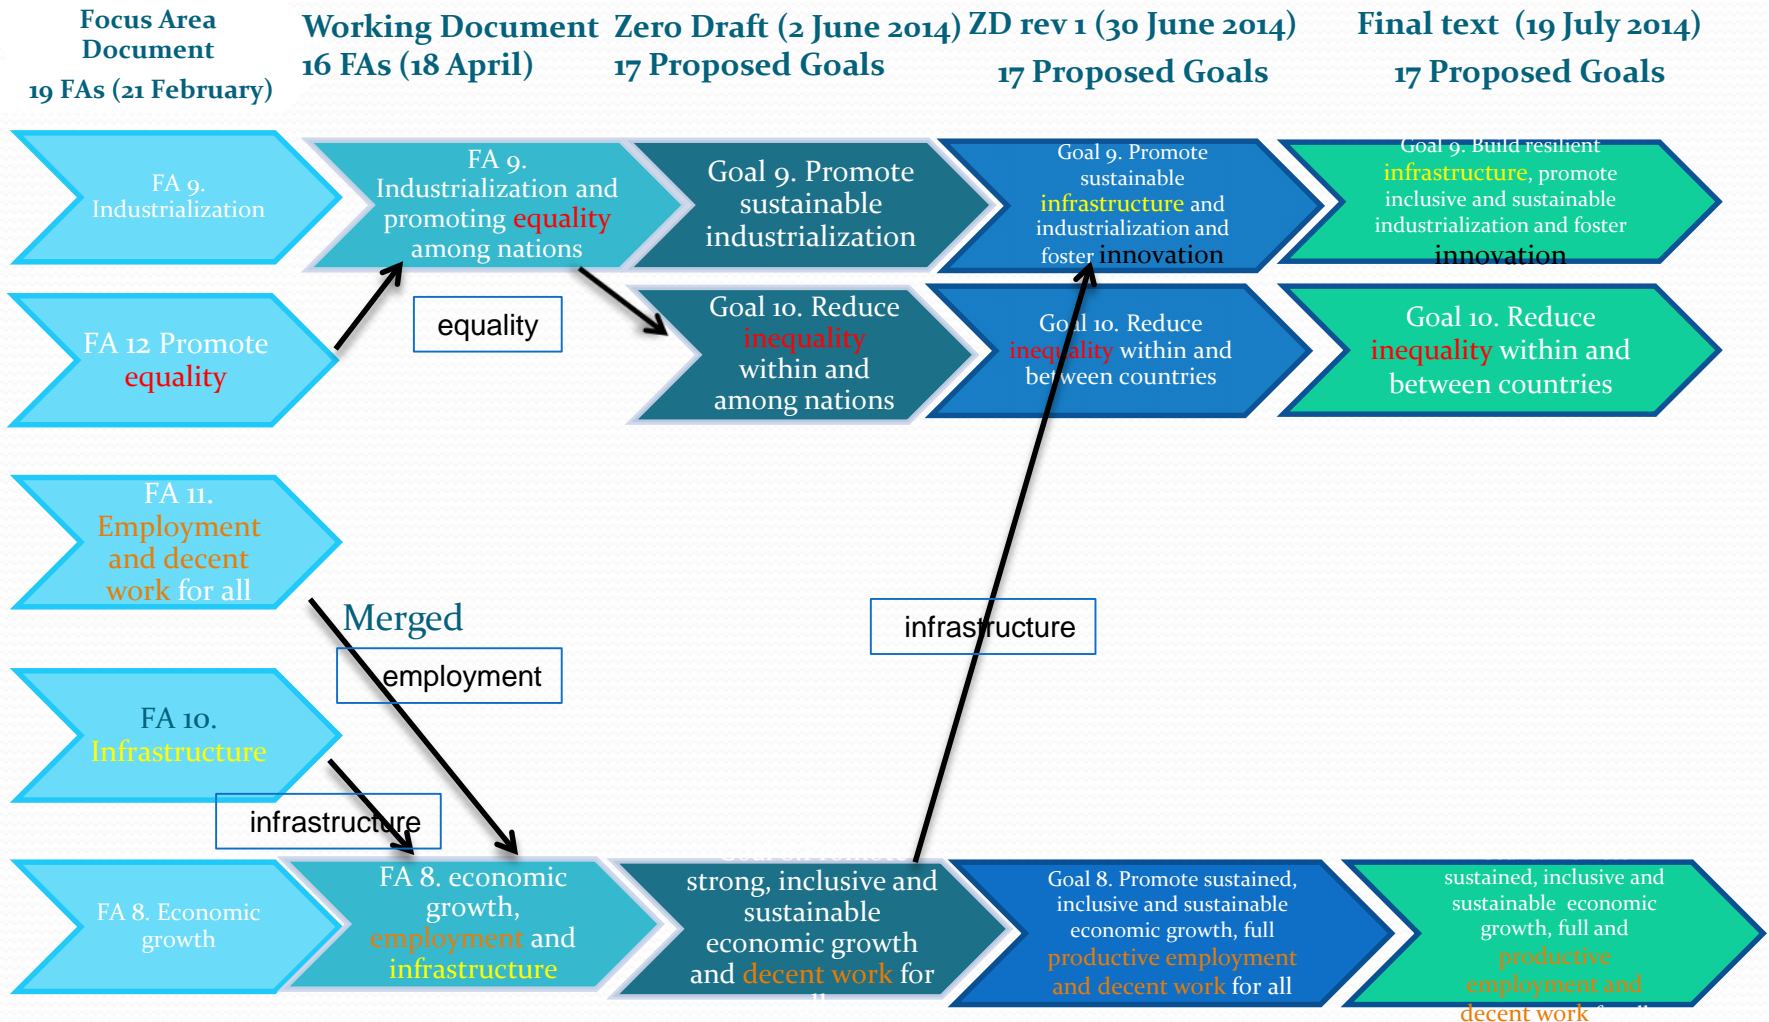 Focus Area
Document
19 FAs (21 February)
Working Document
16 FAs (18 April)
Zero Draft (2 June 2014)
17 Proposed Goals
ZD rev 1 (30 June 2014)
17 Proposed Goals
Final text (19 July 2014)
17 Proposed Goals
FA 9.
Industrialization
FA 9.
Industrialization and
promoting equality
among nations
Goal 9. Promote
sustainable
industrialization
Goal 9. Promote
sustainable
infrastructure and
industrialization and
foster innovation
Goal 9. Build resilient
infrastructure, promote
inclusive and sustainable
industrialization and foster
innovation
FA 12 Promote
equality
equality
Goal 10. Reduce
inequality
within and
among nations
Goal 10. Reduce
inequality within and
between countries
Goal 10. Reduce
inequality within and
between countries
FA 11.
Employment
and decent
work for all
Merged
employment
infrastructure
FA 10.
Infrastructure
infrastructure
FA 8. Economic
growth
FA 8. economic
growth,
employment and
infrastructure
strong, inclusive and
sustainable
economic growth
and decent work for
Goal 8. Promote sustained,
inclusive and sustainable
economic growth, full
productive employment
and decent work for all
sustained, inclusive and
sustainable economic
growth, full and
productive
employment and
decent work